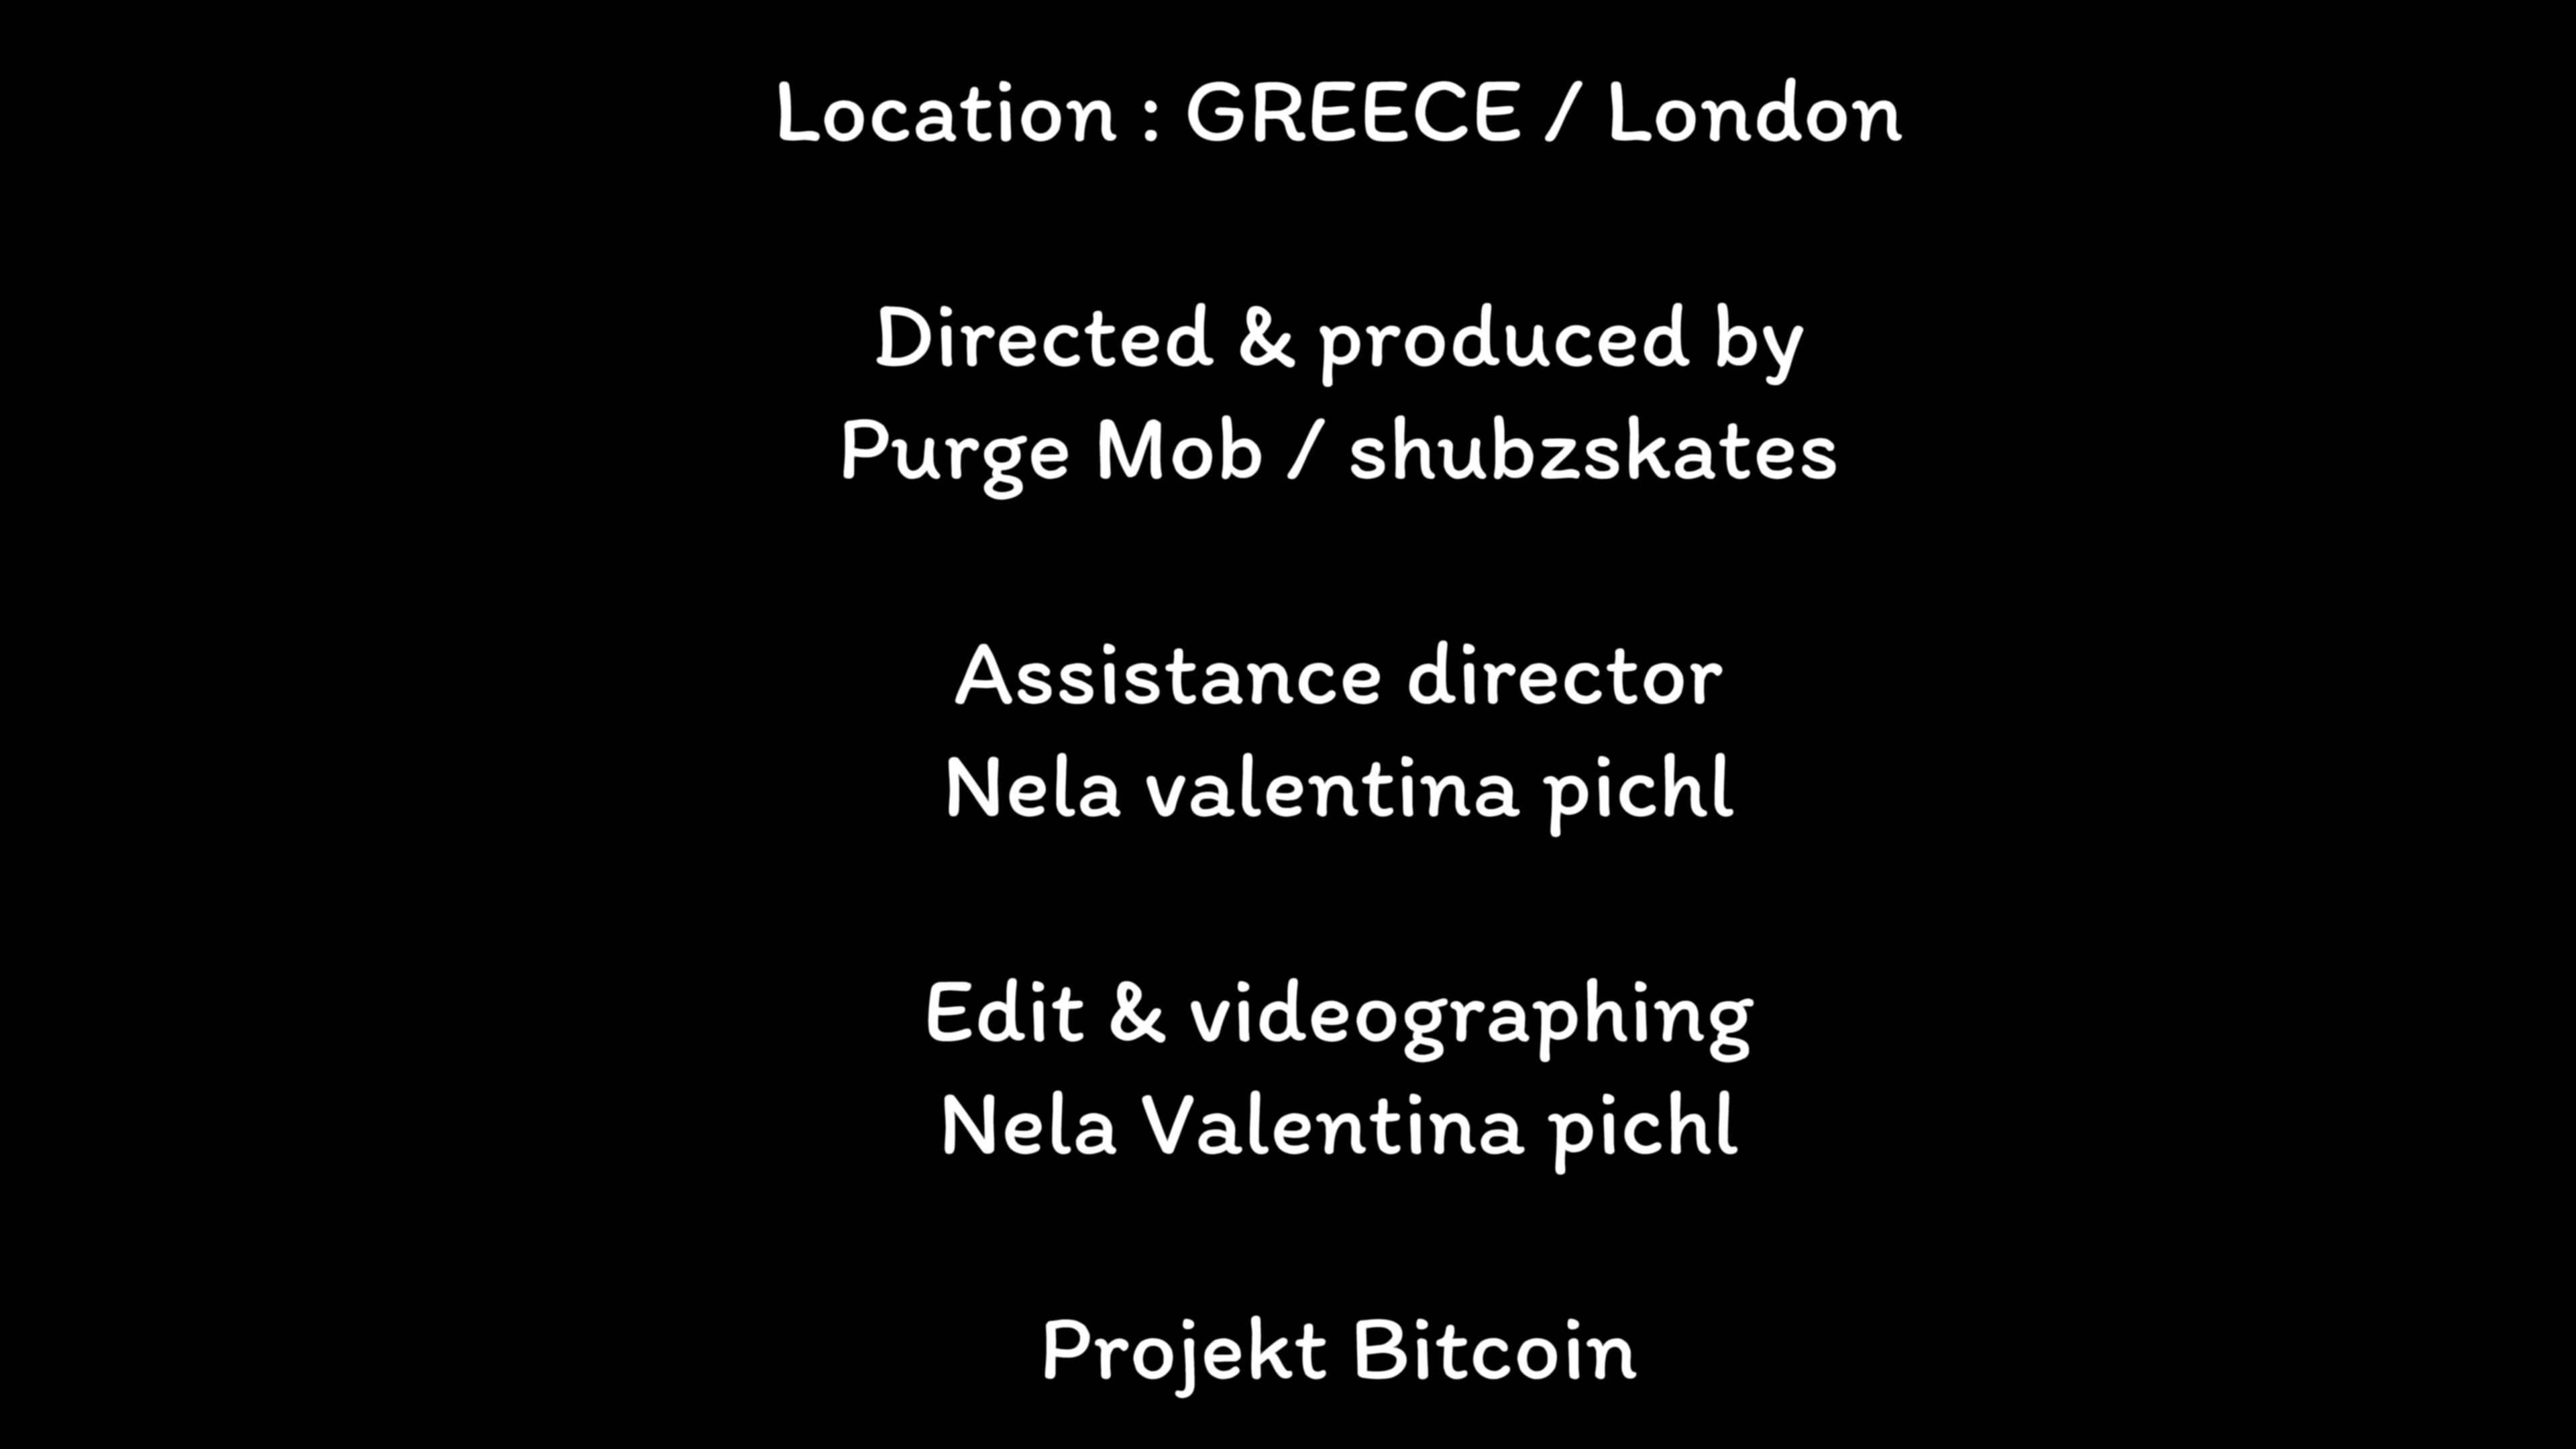 Location : GREECE / London
Directed & produced by
Purge Mob / shubzskates
Assistance director
Nela valentina pichl
Edit & videographing
Nela Valentina pichl
Projekt Bitcoin